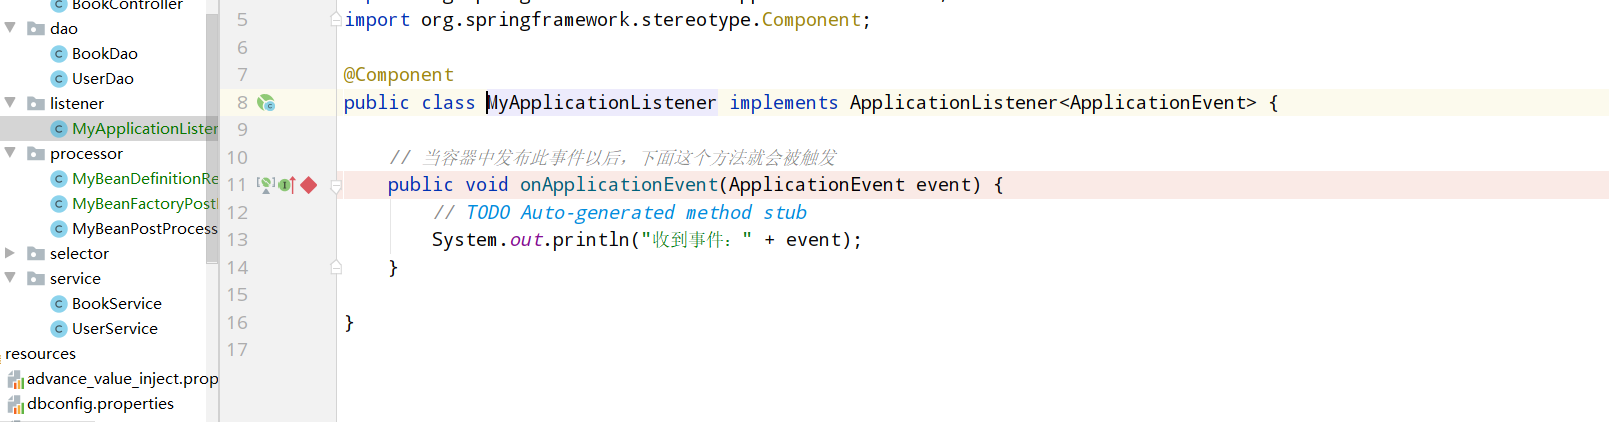 BookController
dao
BookDao
UserDao
listener
MyApplicationListen
processor
MyBeanDefinitionRe
MyBeanFactoryPost
MyBeanPostProcess
selector
service
BookService
UserService
resources
advance_value_inject.prop
dbconfig.properties
5 import org.springframework.stereotype.Component;
6
7 @Component
8 public class MyApplicationListener implements ApplicationListener<ApplicationEvent> {
9
10 // 当容器中发布此事件以后，下面这个方法就会被触发
11 public void onApplicationEvent(ApplicationEvent event) {
12 // TODO Auto-generated method stub
13 System.out.println("收到事件：" + event);
14 }
15
16 }
17